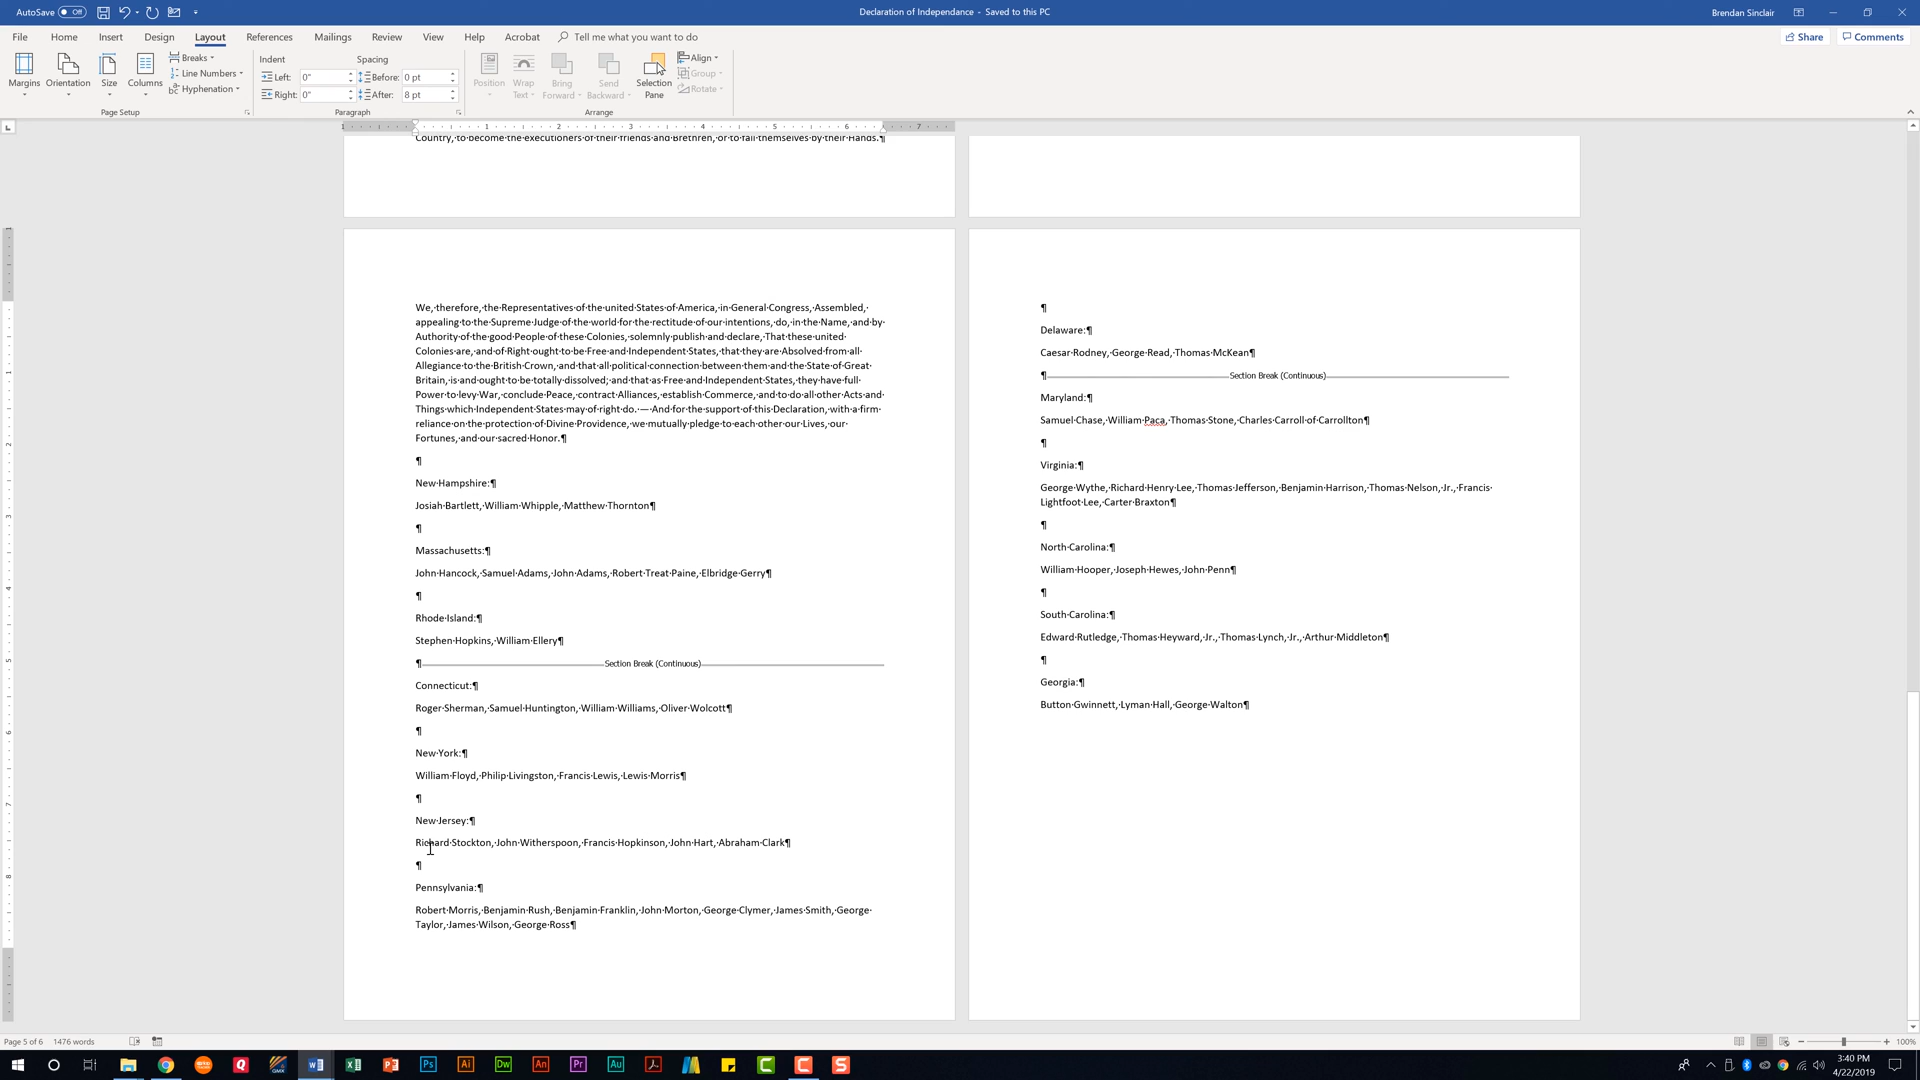 AutoSave Off
Declaration of Independance - Saved to this PC
Brendan Sinclair
File Home Insert Design Layout References Mailings Review View Help Acrobat Tell me what you want to do
Share Comments
Margins Orientation Size Columns
Breaks
Line Numbers
Hyphenation
Page Setup
Indent
Left: 0"
Right: 0"
Spacing
Before: 0 pt
After: 8 pt
Paragraph
Position
Wrap Text
Bring Forward
Send Backward
Selection Pane
Align
Group
Rotate
Arrange
1 1 2 3 4 5 6 7
Country,·to·become·the·executioners·of·their·friends·and·Brethren,·or·to·fall·themselves·by·their·Hands.¶
We,·therefore,·the·Representatives·of·the·united·States·of·America,·in·General·Congress,·Assembled,·
appealing·to·the·Supreme·Judge·of·the·world·for·the·rectitude·of·our·intentions,·do,·in·the·Name,·and·by·
Authority·of·the·good·People·of·these·Colonies,·solemnly·publish·and·declare,·That·these·united·
Colonies·are,·and·of·Right·ought·to·be·Free·and·Independent·States,·that·they·are·Absolved·from·all·
Allegiance·to·the·British·Crown,·and·that·all·political·connection·between·them·and·the·State·of·Great·
Britain,·is·and·ought·to·be·totally·dissolved;·and·that·as·Free·and·Independent·States,·they·have·full·
Power·to·levy·War,·conclude·Peace,·contract·Alliances,·establish·Commerce,·and·to·do·all·other·Acts·and·
Things·which·Independent·States·may·of·right·do.·—·And·for·the·support·of·this·Declaration,·with·a·firm·
reliance·on·the·protection·of·Divine·Providence,·we·mutually·pledge·to·each·other·our·Lives,·our·
Fortunes,·and·our·sacred·Honor.¶
¶
New·Hampshire:¶
Josiah·Bartlett,·William·Whipple,·Matthew·Thornton¶
¶
Massachusetts:¶
John·Hancock,·Samuel·Adams,·John·Adams,·Robert·Treat·Paine,·Elbridge·Gerry¶
¶
Rhode·Island:¶
Stephen·Hopkins,·William·Ellery¶
¶ Section Break (Continuous)
Connecticut:¶
Roger·Sherman,·Samuel·Huntington,·William·Williams,·Oliver·Wolcott¶
¶
New·York:¶
William·Floyd,·Philip·Livingston,·Francis·Lewis,·Lewis·Morris¶
¶
New·Jersey:¶
Richard·Stockton,·John·Witherspoon,·Francis·Hopkinson,·John·Hart,·Abraham·Clark¶
¶
Pennsylvania:¶
Robert·Morris,·Benjamin·Rush,·Benjamin·Franklin,·John·Morton,·George·Clymer,·James·Smith,·George·
Taylor,·James·Wilson,·George·Ross¶
¶
Delaware:¶
Caesar·Rodney,·George·Read,·Thomas·McKean¶
¶ Section Break (Continuous)
Maryland:¶
Samuel·Chase,·William·Paca,·Thomas·Stone,·Charles·Carroll·of·Carrollton¶
¶
Virginia:¶
George·Wythe,·Richard·Henry·Lee,·Thomas·Jefferson,·Benjamin·Harrison,·Thomas·Nelson,·Jr.,·Francis·
Lightfoot·Lee,·Carter·Braxton¶
¶
North·Carolina:¶
William·Hooper,·Joseph·Hewes,·John·Penn¶
¶
South·Carolina:¶
Edward·Rutledge,·Thomas·Heyward,·Jr.,·Thomas·Lynch,·Jr.,·Arthur·Middleton¶
¶
Georgia:¶
Button·Gwinnett,·Lyman·Hall,·George·Walton¶
1 1 2 3 4 5 6 7 8
Page 5 of 6 1476 words
100%
3:40 PM
4/22/2019